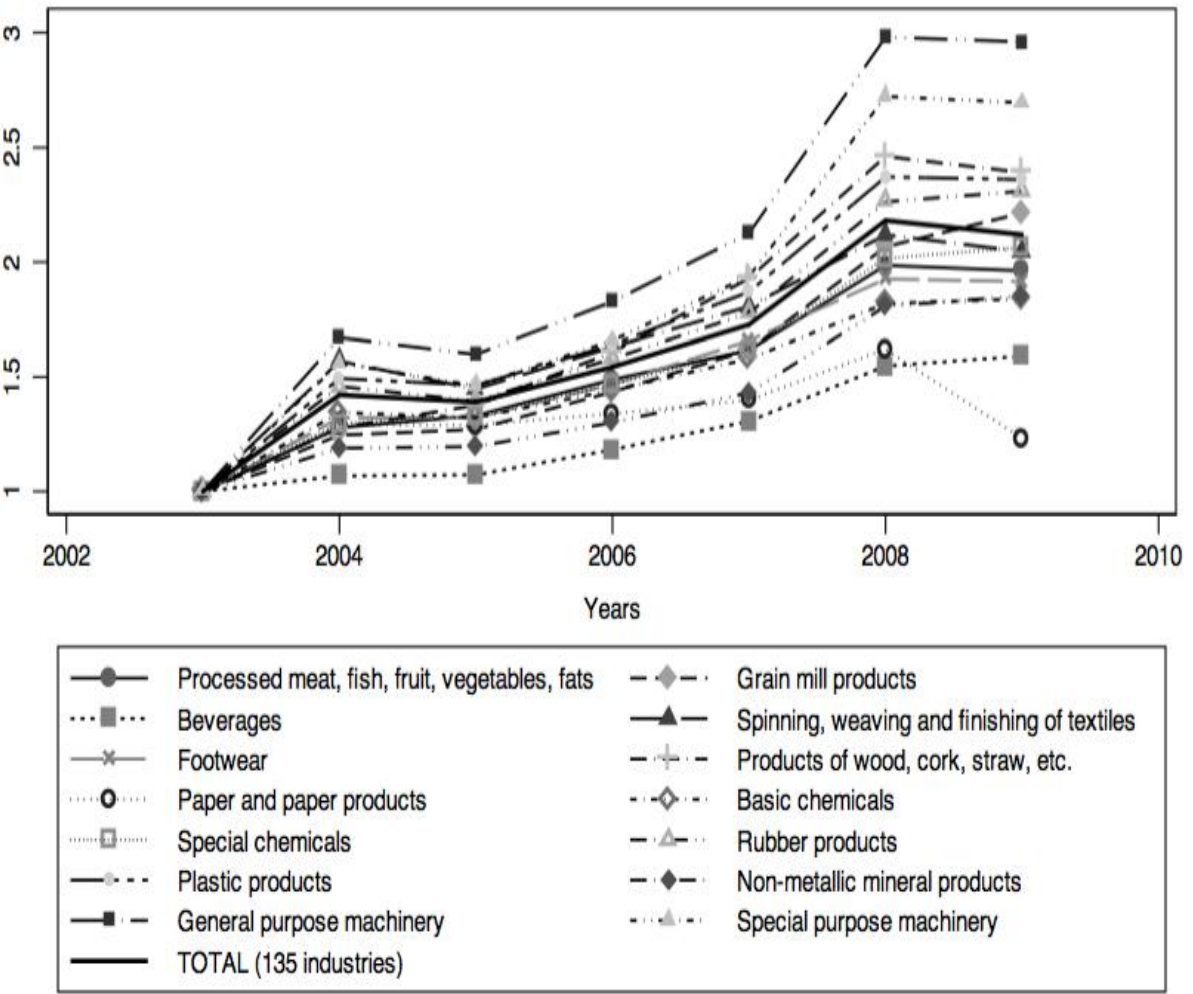 3
2.5
2
1.5
1
2002 2004 2006 2008 2010
Years
Processed meat, fish, fruit, vegetables, fats
Grain mill products
Beverages
Spinning, weaving and finishing of textiles
Footwear
Products of wood, cork, straw, etc.
Paper and paper products
Basic chemicals
Special chemicals
Rubber products
Plastic products
Non-metallic mineral products
General purpose machinery
Special purpose machinery
TOTAL (135 industries)